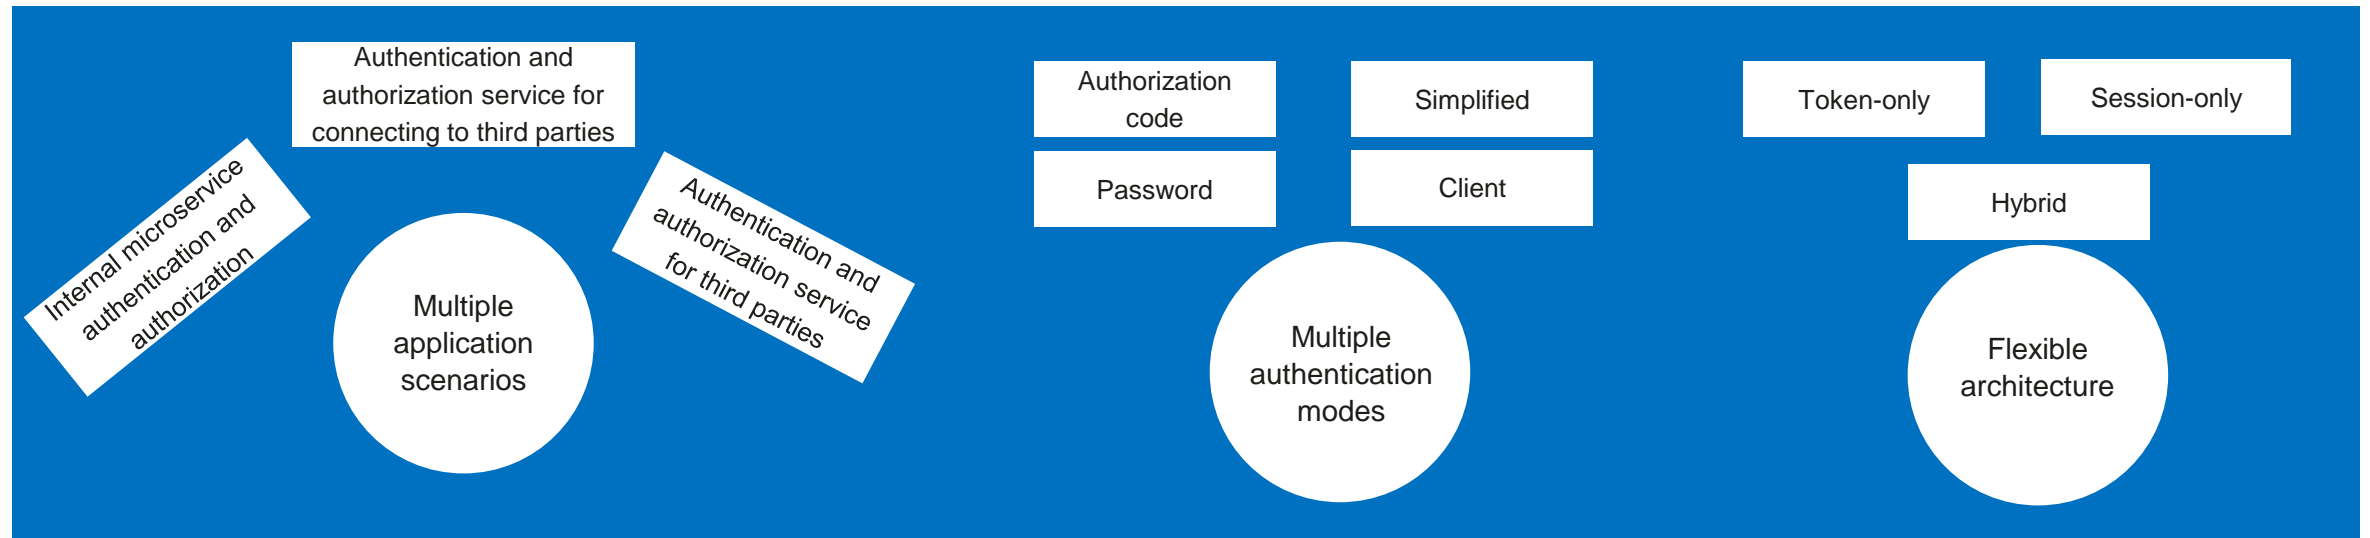 Internal microservice
authentication and
authorization
Authentication and
authorization service for
connecting to third parties
Authentication and
authorization service
for third parties
Multiple
application
scenarios
Authorization
code
Simplified
Password
Client
Multiple
authentication
modes
Token-only
Session-only
Hybrid
Flexible
architecture